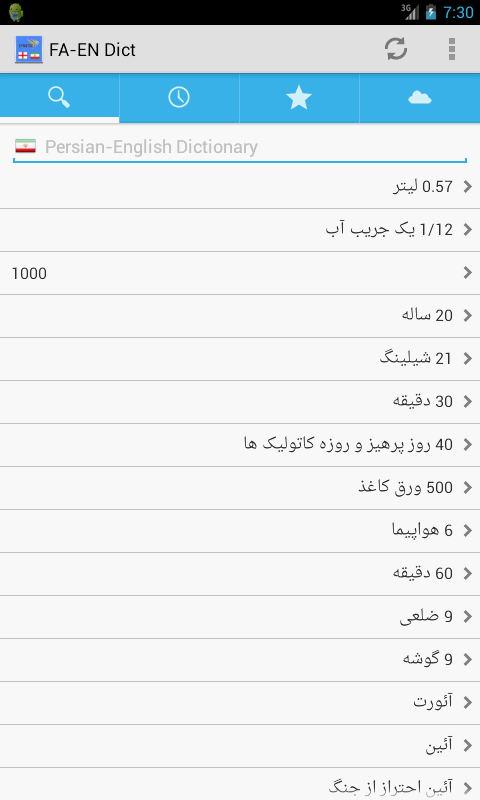 3G 7:30
FA-EN Dict
Persian-English Dictionary
0.57 لیتر
1/12 یک جریب آب
1000
20 ساله
21 شیلینگ
30 دقیقه
40 روز پرهیز و روزه کاتولیک ها
500 ورق کاغذ
6 هواپیما
60 دقیقه
9 ضلعی
9 گوشه
آئورت
آئین
آئین احتراز از جنگ